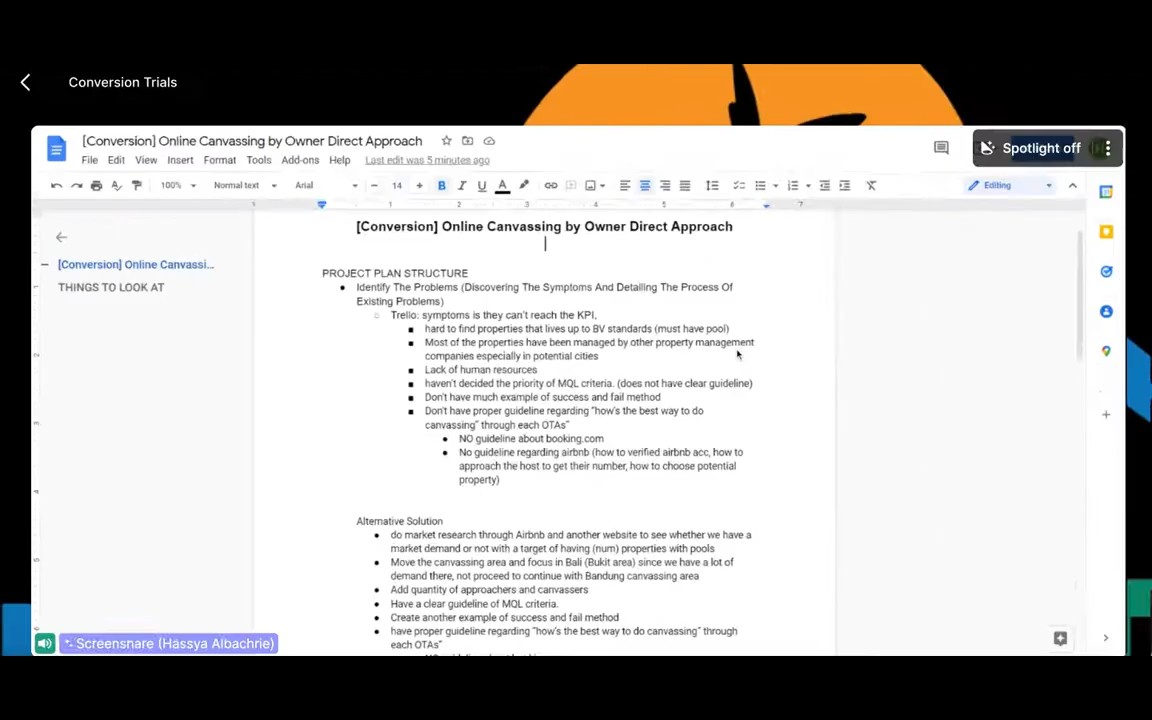 Conversion Trials
[Conversion] Online Canvassing by Owner Direct Approach
Spotlight off
File Edit View Insert Format Tools Add-ons Help Last edit was 5 minutes ago
100% Normal text Arial 14 B I U A Editing
1 1 2 3 4 5 6 7
[Conversion] Online Canvassing by Owner Direct Approach
[Conversion] Online Canvassi...
THINGS TO LOOK AT
PROJECT PLAN STRUCTURE
Identify The Problems (Discovering The Symptoms And Detailing The Process Of
Existing Problems)
Trello: symptoms is they can't reach the KPI,
hard to find properties that lives up to BV standards (must have pool)
Most of the properties have been managed by other property management
companies especially in potential cities
Lack of human resources
haven't decided the priority of MQL criteria. (does not have clear guideline)
Don't have much example of success and fail method
Don't have proper guideline regarding "how's the best way to do
canvassing" through each OTAs"
NO guideline about booking.com
No guideline regarding airbnb (how to verified airbnb acc, how to
approach the host to get their number, how to choose potential
property)
Alternative Solution
do market research through Airbnb and another website to see whether we have a
market demand or not with a target of having (num) properties with pools
Move the canvassing area and focus in Bali (Bukit area) since we have a lot of
demand there, not proceed to continue with Bandung canvassing area
Add quantity of approachers and canvassers
Have a clear guideline of MQL criteria.
Create another example of success and fail method
have proper guideline regarding "how's the best way to do canvassing" through
each OTAs"
Screenshare (Hassya Albachrie)